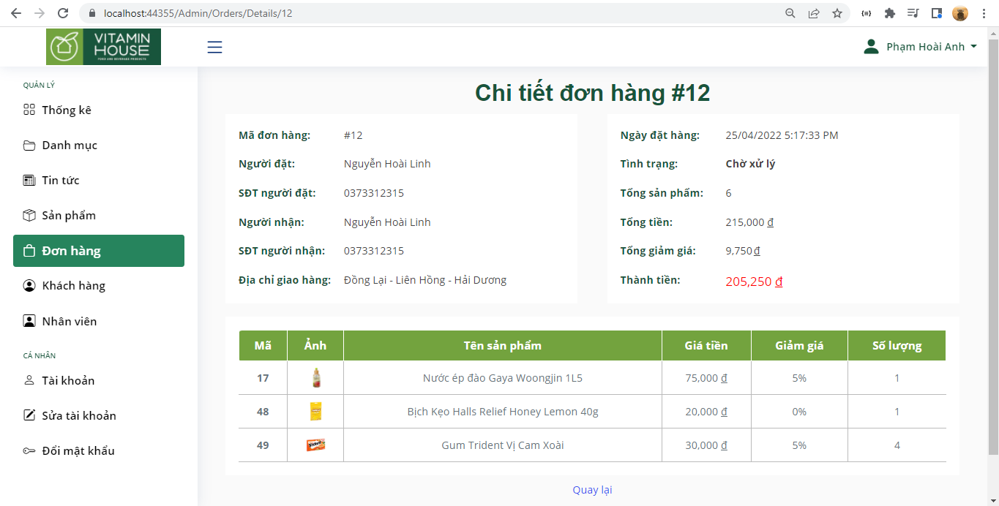 localhost:44355/Admin/Orders/Details/12
VITAMIN
HOUSE
FOOD AND BEVERAGE PRODUCTS
Phạm Hoài Anh
QUẢN LÝ
Thống kê
Danh mục
Tin tức
Sản phẩm
Đơn hàng
Khách hàng
Nhân viên
CÁ NHÂN
Tài khoản
Sửa tài khoản
Đổi mật khẩu
Chi tiết đơn hàng #12
Mã đơn hàng: #12
Người đặt: Nguyễn Hoài Linh
SĐT người đặt: 0373312315
Người nhận: Nguyễn Hoài Linh
SĐT người nhận: 0373312315
Địa chỉ giao hàng: Đồng Lại - Liên Hồng - Hải Dương
Ngày đặt hàng: 25/04/2022 5:17:33 PM
Tình trạng: Chờ xử lý
Tổng sản phẩm: 6
Tổng tiền: 215,000 ₫
Tổng giảm giá: 9,750 ₫
Thành tiền: 205,250 ₫
Mã Ảnh Tên sản phẩm Giá tiền Giảm giá Số lượng
17 Nước ép đào Gaya Woongjin 1L5 75,000 ₫ 5% 1
48 Bịch Kẹo Halls Relief Honey Lemon 40g 20,000 ₫ 0% 1
49 Trident Gum Trident Vị Cam Xoài 30,000 ₫ 5% 4
Quay lại